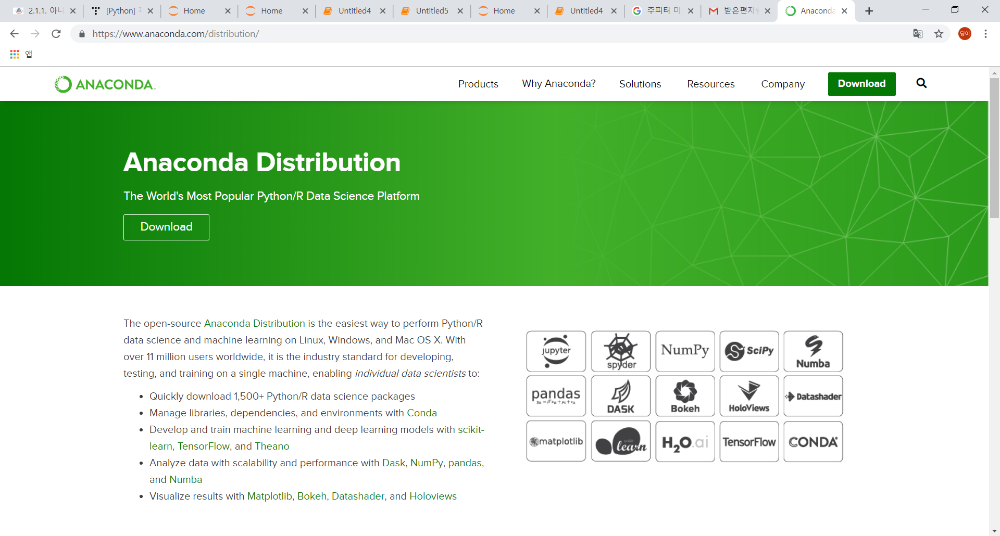 2.1.1. 아니
[Python]
Home
Home
Untitled4
Untitled5
Home
Untitled4
주피터 마
받은편지함
Anaconda
https://www.anaconda.com/distribution/
딩이
앱
ANACONDA.
Products
Why Anaconda?
Solutions
Resources
Company
Download
Anaconda Distribution
The World's Most Popular Python/R Data Science Platform
Download
The open-source Anaconda Distribution is the easiest way to perform Python/R
data science and machine learning on Linux, Windows, and Mac OS X. With
over 11 million users worldwide, it is the industry standard for developing,
testing, and training on a single machine, enabling individual data scientists to:
• Quickly download 1,500+ Python/R data science packages
• Manage libraries, dependencies, and environments with Conda
• Develop and train machine learning and deep learning models with scikit-
learn, TensorFlow, and Theano
• Analyze data with scalability and performance with Dask, NumPy, pandas,
and Numba
• Visualize results with Matplotlib, Bokeh, Datashader, and Holoviews
jupyter
spyder
NumPy
SciPy
Numba
pandas
DASK
Bokeh
HoloViews
Datashader
matplotlib
scikit
learn
H2O.ai
TensorFlow
CONDA